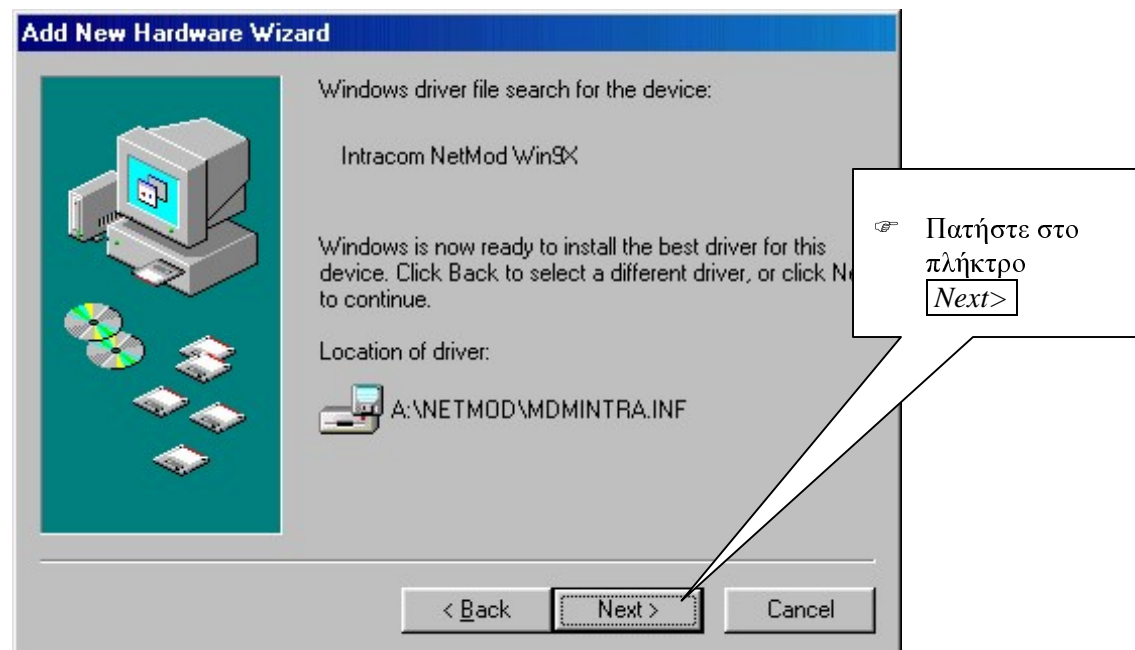 Add New Hardware Wizard
Windows driver file search for the device:
Intracom NetMod Win9X
Windows is now ready to install the best driver for this
device. Click Back to select a different driver, or click
to continue.
Location of driver:
A:\NETMOD\MDMINTRA.INF
< Back
Next >
Cancel
☞ Πατήστε στο
πλήκτρο
Next>